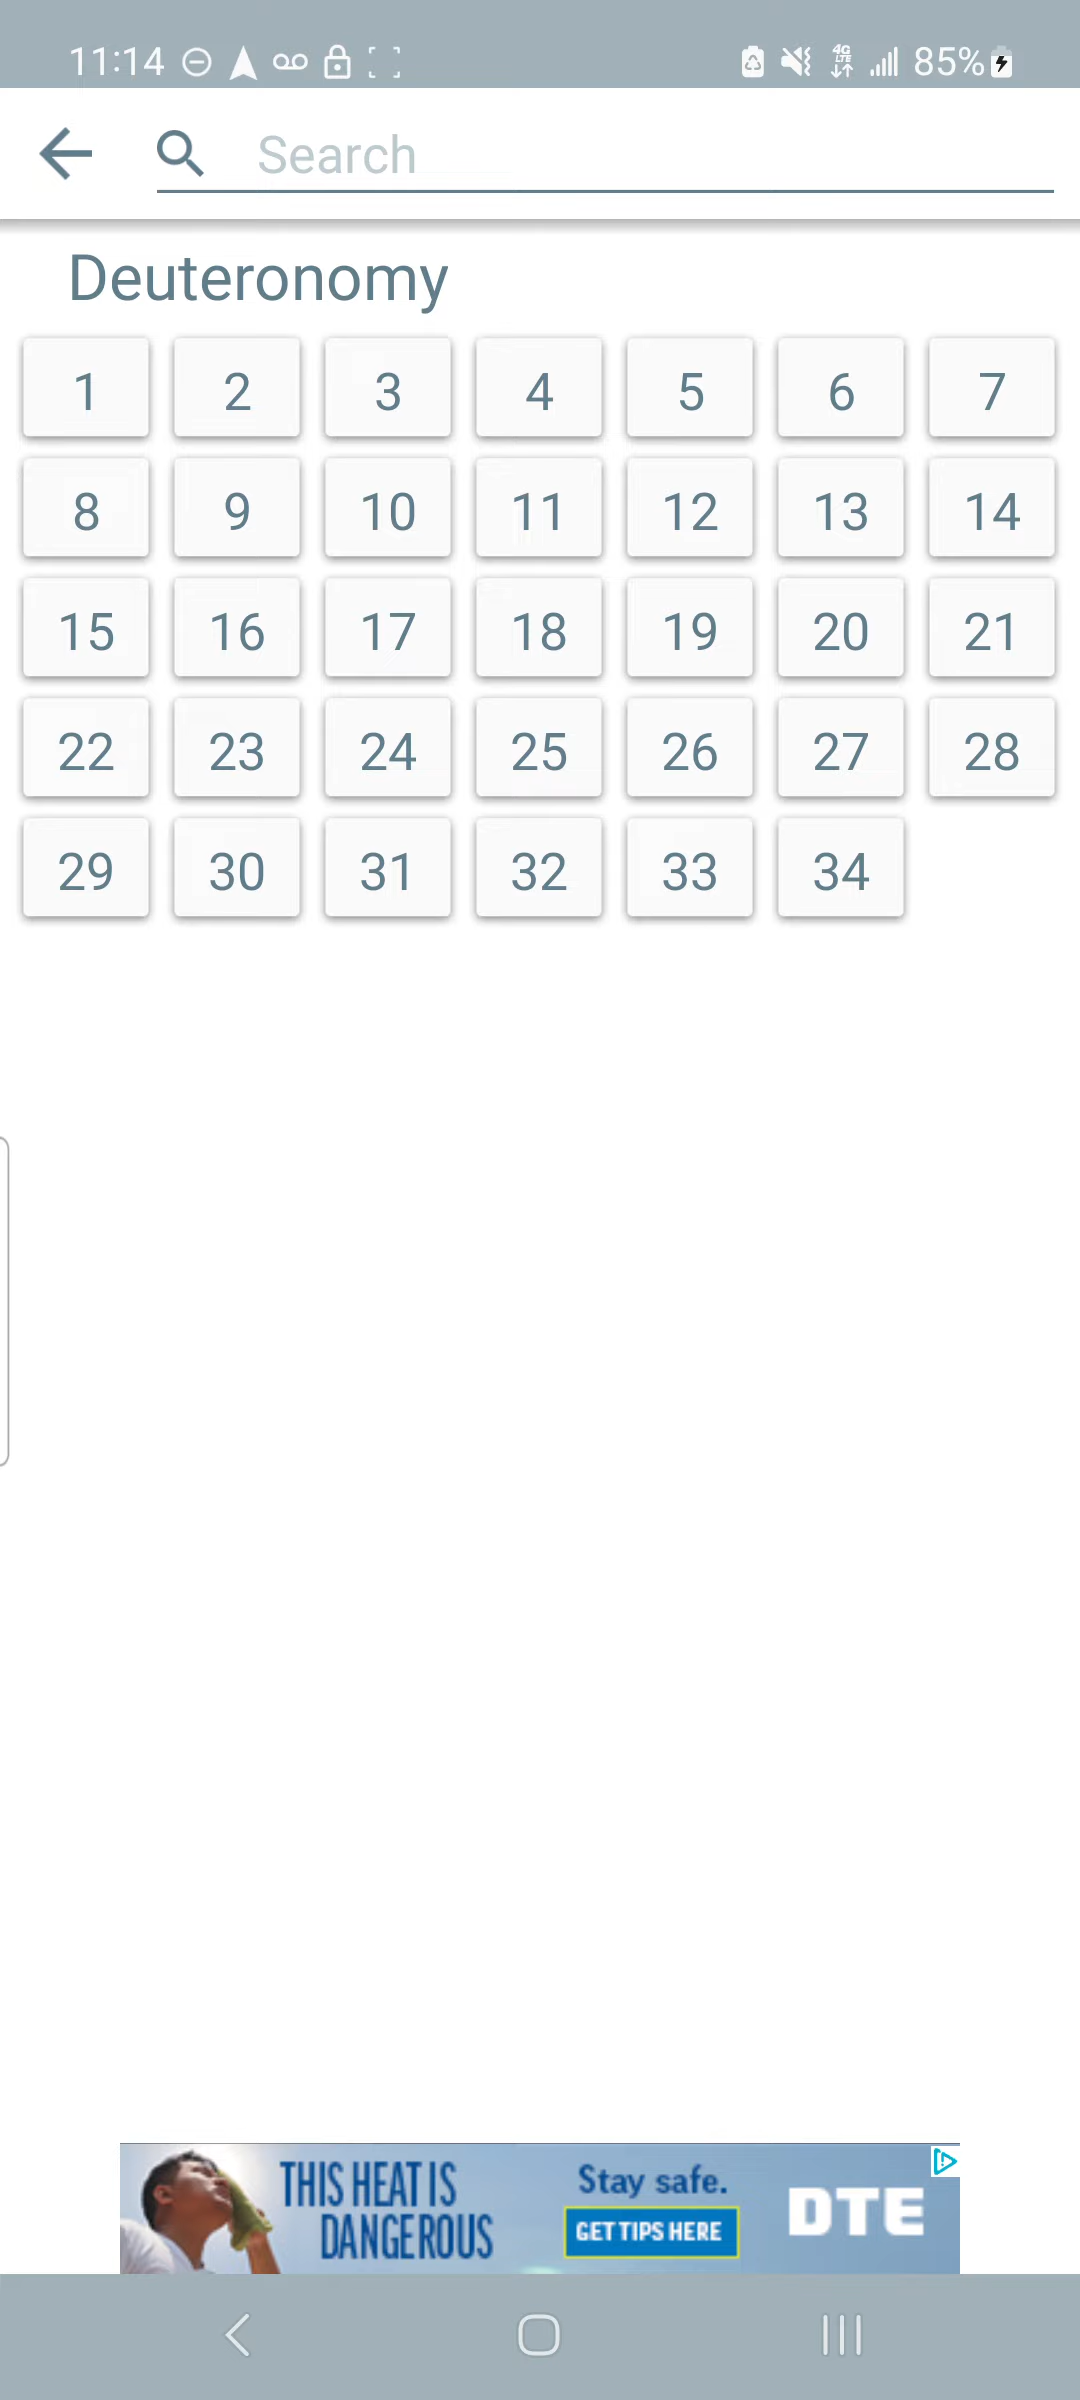 11:14 4G LTE 85%
Search
Deuteronomy
1 2 3 4 5 6 7
8 9 10 11 12 13 14
15 16 17 18 19 20 21
22 23 24 25 26 27 28
29 30 31 32 33 34
THIS HEAT IS
DANGEROUS
Stay safe.
GET TIPS HERE
DTE